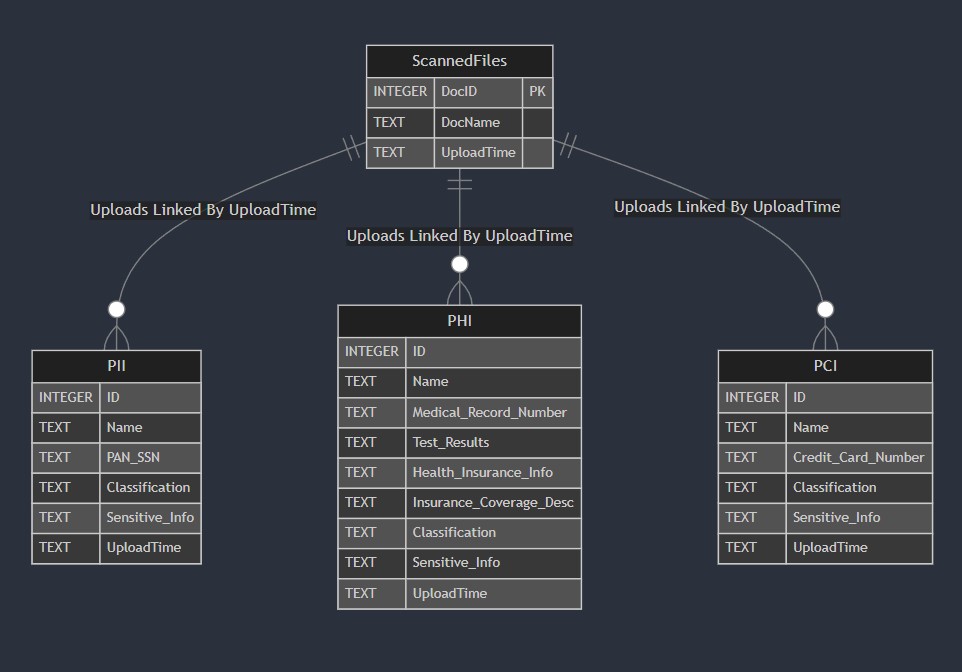 ScannedFiles
INTEGER DocID PK
TEXT DocName
TEXT UploadTime
Uploads Linked By UploadTime
Uploads Linked By UploadTime
Uploads Linked By UploadTime
PII
INTEGER ID
TEXT Name
TEXT PAN_SSN
TEXT Classification
TEXT Sensitive_Info
TEXT UploadTime
PHI
INTEGER ID
TEXT Name
TEXT Medical_Record_Number
TEXT Test_Results
TEXT Health_Insurance_Info
TEXT Insurance_Coverage_Desc
TEXT Classification
TEXT Sensitive_Info
TEXT UploadTime
PCI
INTEGER ID
TEXT Name
TEXT Credit_Card_Number
TEXT Classification
TEXT Sensitive_Info
TEXT UploadTime